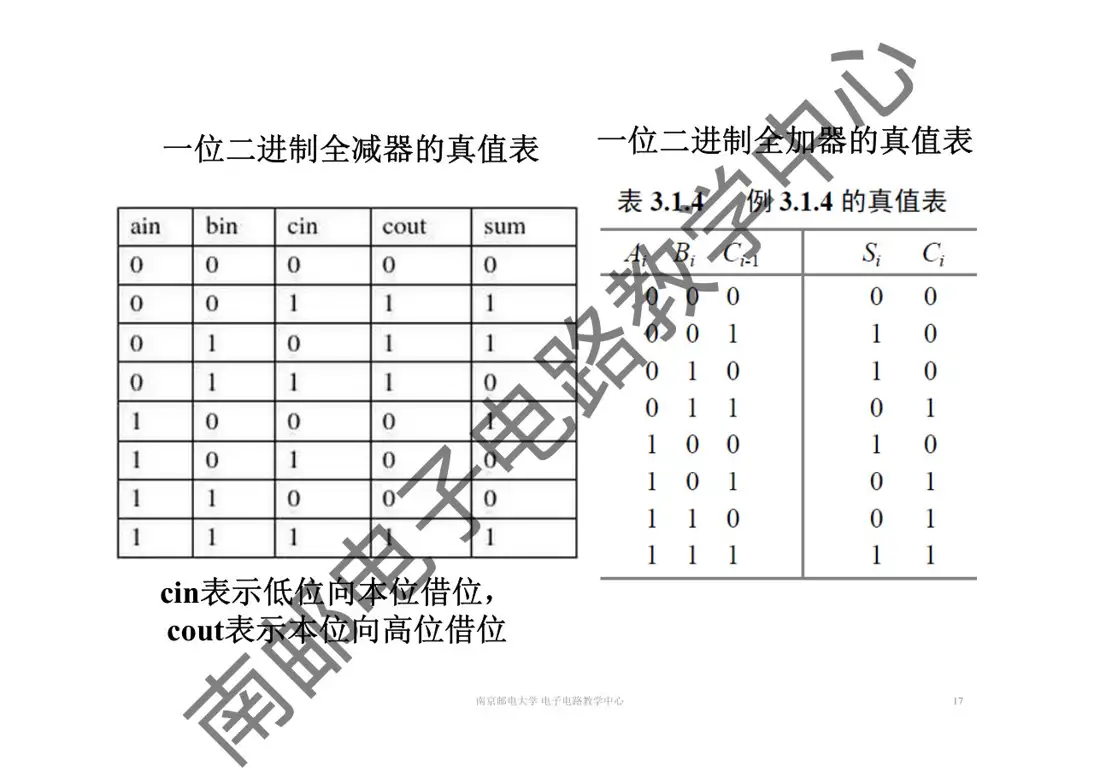 一位二进制全减器的真值表
ain bin cin cout sum
0 0 0 0 0
0 0 1 1 1
0 1 0 1 1
0 1 1 1 0
1 0 0 0 1
1 0 1 0 0
1 1 0 0 0
1 1 1 1 1
cin表示低位向本位借位，
cout表示本位向高位借位
一位二进制全加器的真值表
表 3.1.4 例 3.1.4 的真值表
Ai Bi Ci-1 Si Ci
0 0 0 0 0
0 0 1 1 0
0 1 0 1 0
0 1 1 0 1
1 0 0 1 0
1 0 1 0 1
1 1 0 0 1
1 1 1 1 1
南邮电子电路教学中心
南京邮电大学 电子电路教学中心
17